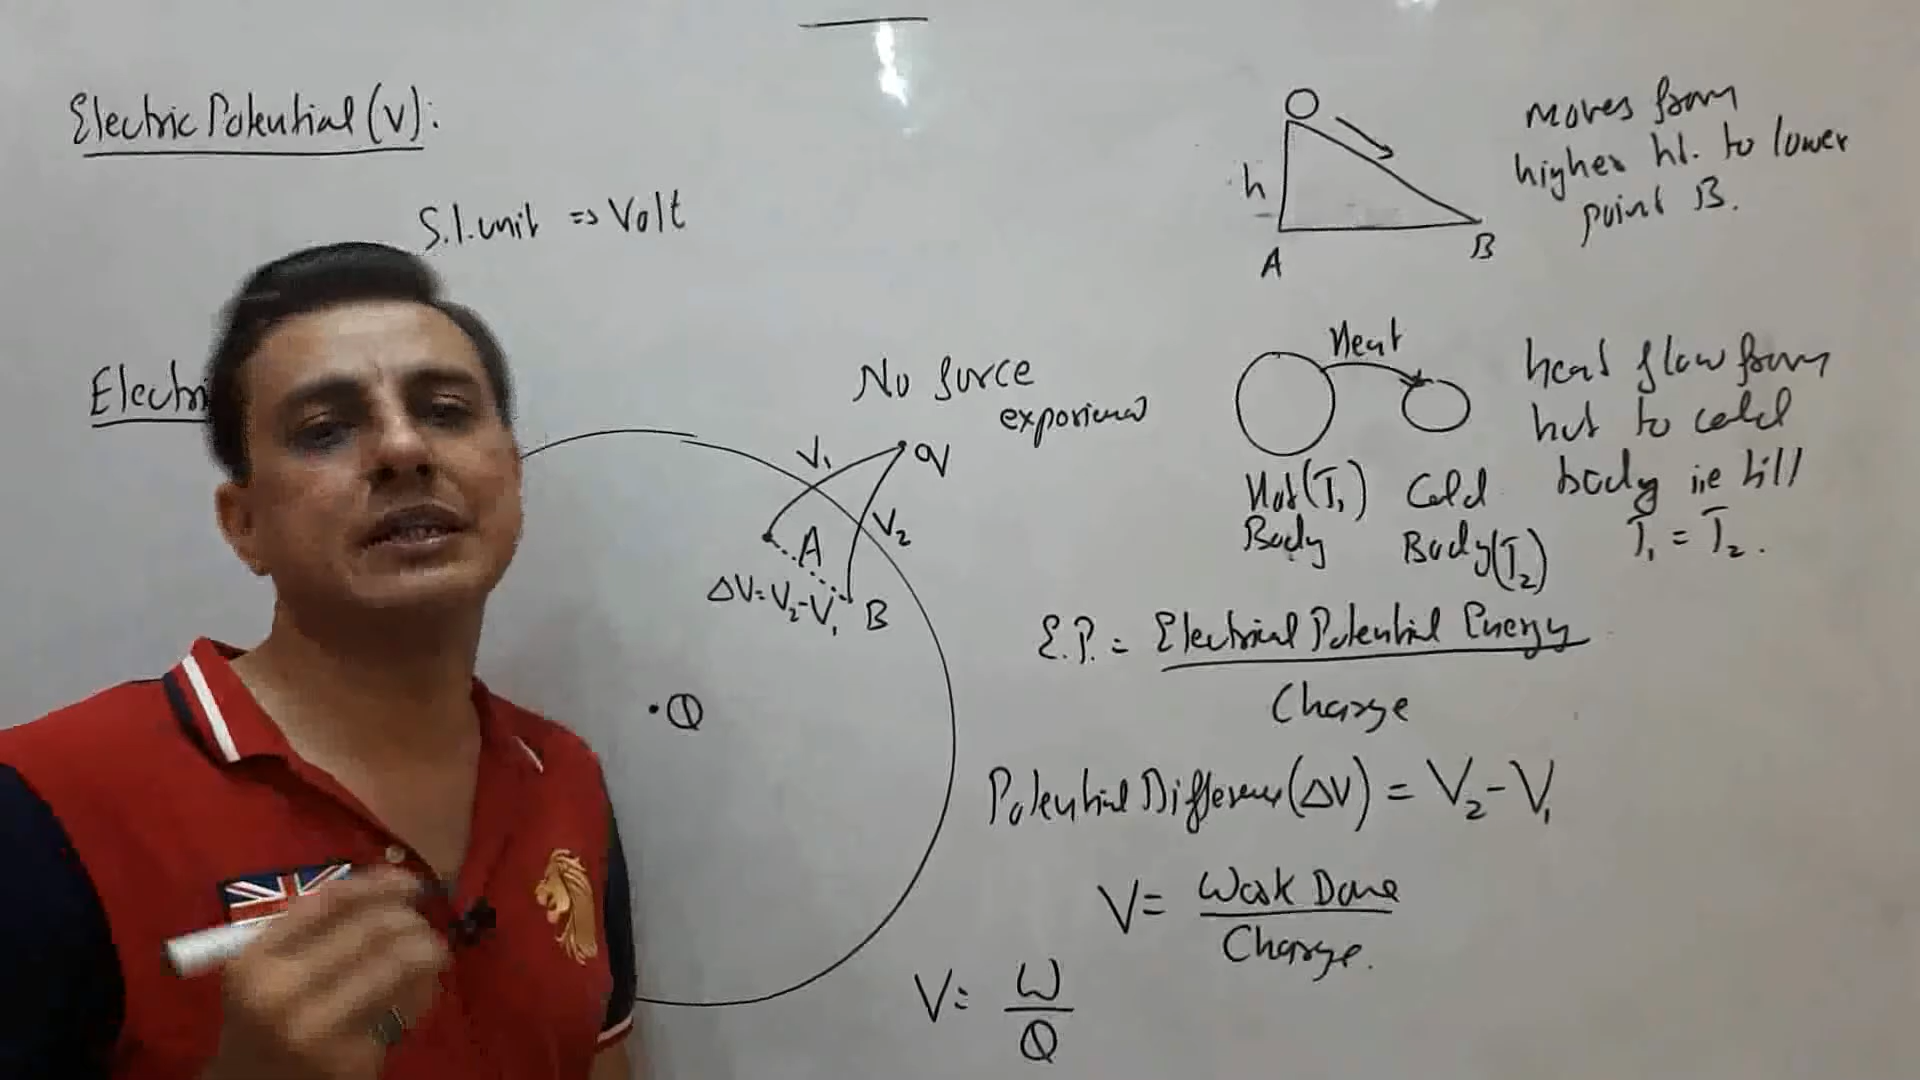 Electric Potential (V):
S.I. unit => Volt
Electri
No force
experienced
V₁
q
V₂
A
ΔV = V₂-V₁
B
.Q
h
A
B
moves from
higher ht. to lower
point B.
Heat
Hot(T₁)
Body
Cold
Body(T₂)
heat flow from
hot to cold
body i.e till
T₁ = T₂.
E.P. = Electrical Potential Energy
Charge
Potential Difference (ΔV) = V₂-V₁
V= Work Done
Charge.
V= W
Q